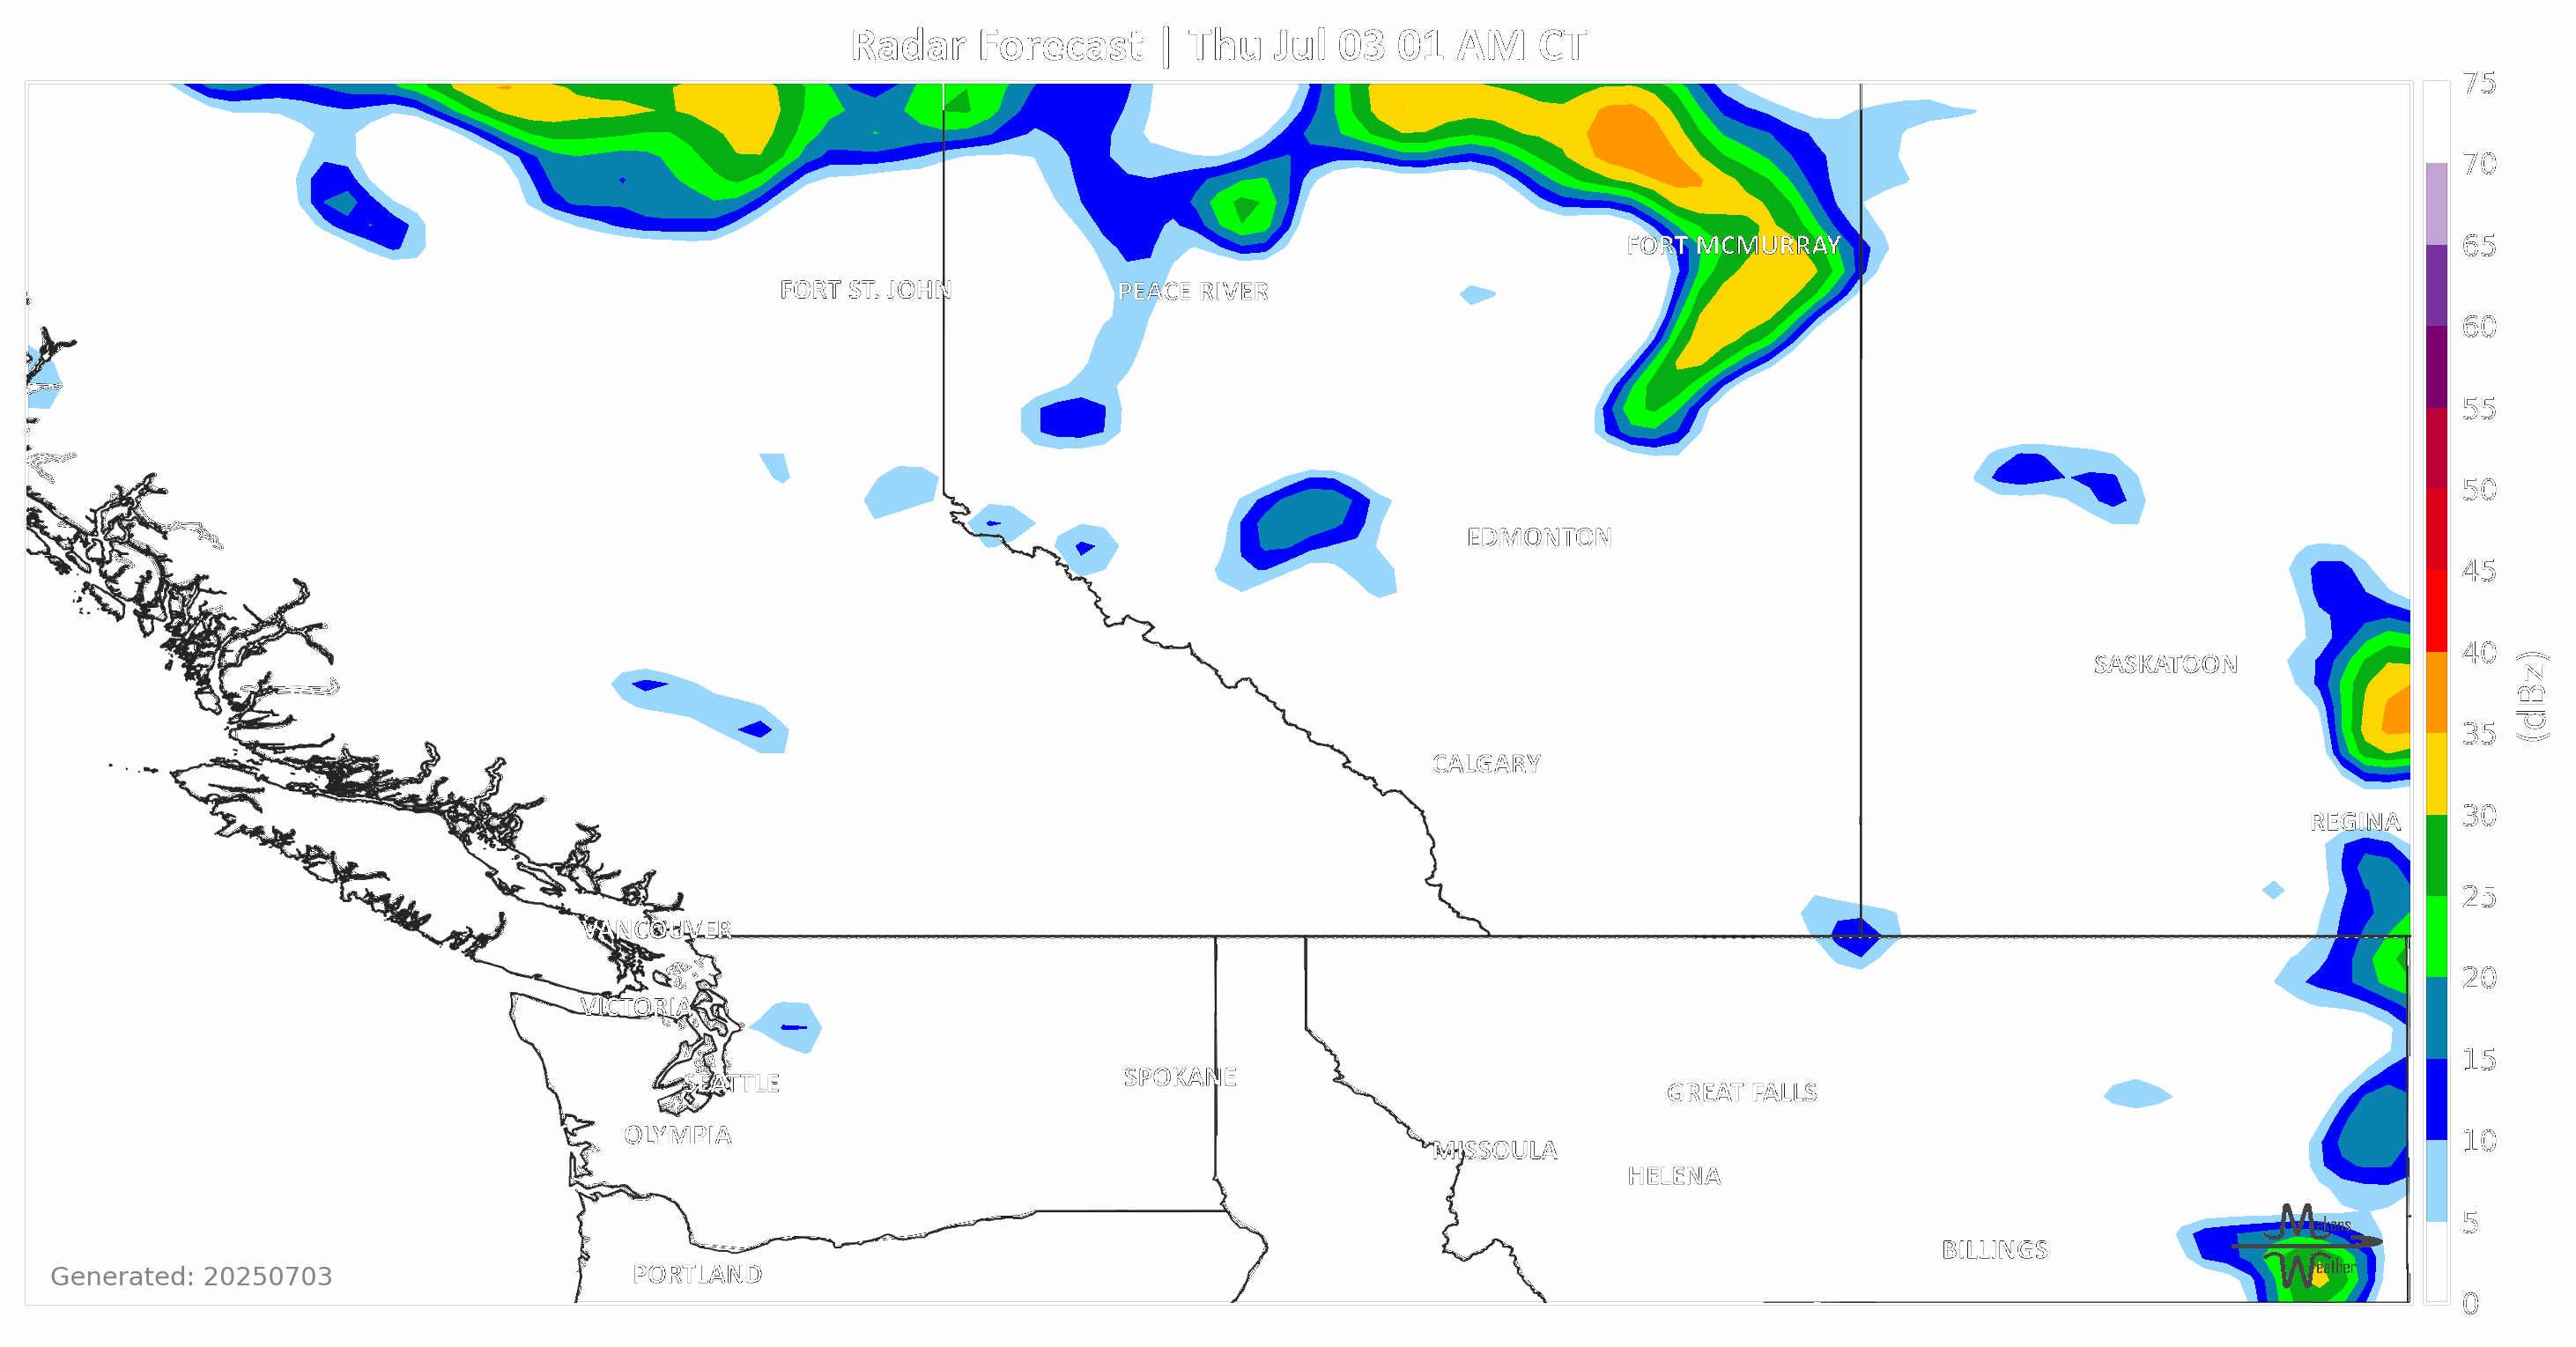 Radar Forecast | Thu Jul 03 01 AM CT
75
70
65
60
55
50
45
40
35
30
25
20
15
10
5
0
(dBz)
FORT MCMURRAY
FORT ST. JOHN
PEACE RIVER
EDMONTON
SASKATOON
CALGARY
REGINA
VANCOUVER
VICTORIA
SEATTLE
SPOKANE
GREAT FALLS
OLYMPIA
MISSOULA
HELENA
BILLINGS
PORTLAND
Makens
Weather
Generated: 20250703